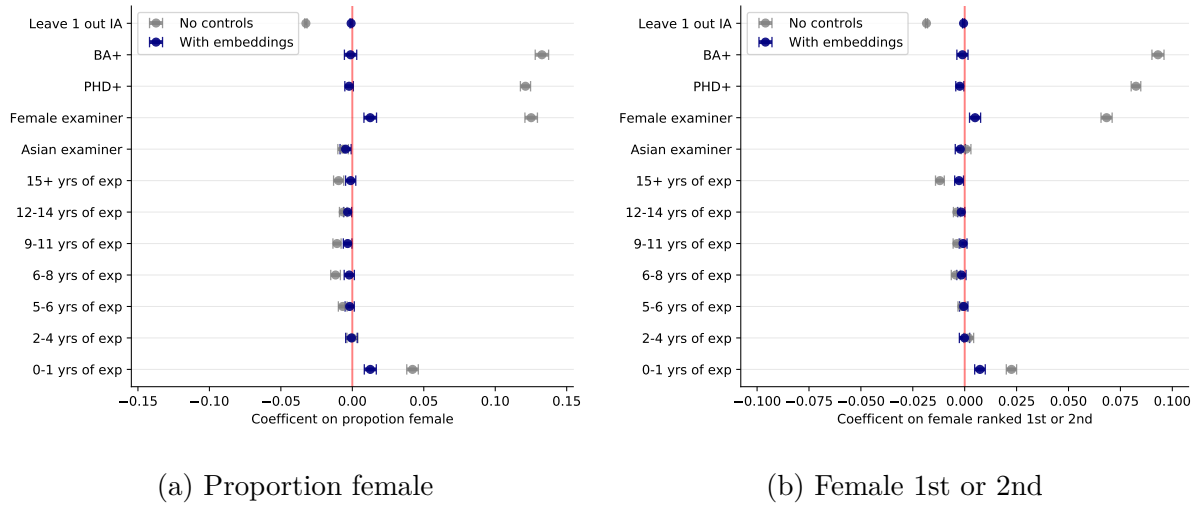 Leave 1 out IA
BA+
PHD+
Female examiner
Asian examiner
15+ yrs of exp
12-14 yrs of exp
9-11 yrs of exp
6-8 yrs of exp
5-6 yrs of exp
2-4 yrs of exp
0-1 yrs of exp
No controls
With embeddings
−0.15 −0.10 −0.05 0.00 0.05 0.10 0.15
Coefficent on propotion female
(a) Proportion female
Leave 1 out IA
BA+
PHD+
Female examiner
Asian examiner
15+ yrs of exp
12-14 yrs of exp
9-11 yrs of exp
6-8 yrs of exp
5-6 yrs of exp
2-4 yrs of exp
0-1 yrs of exp
No controls
With embeddings
−0.100 −0.075 −0.050 −0.025 0.000 0.025 0.050 0.075 0.100
Coefficent on female ranked 1st or 2nd
(b) Female 1st or 2nd